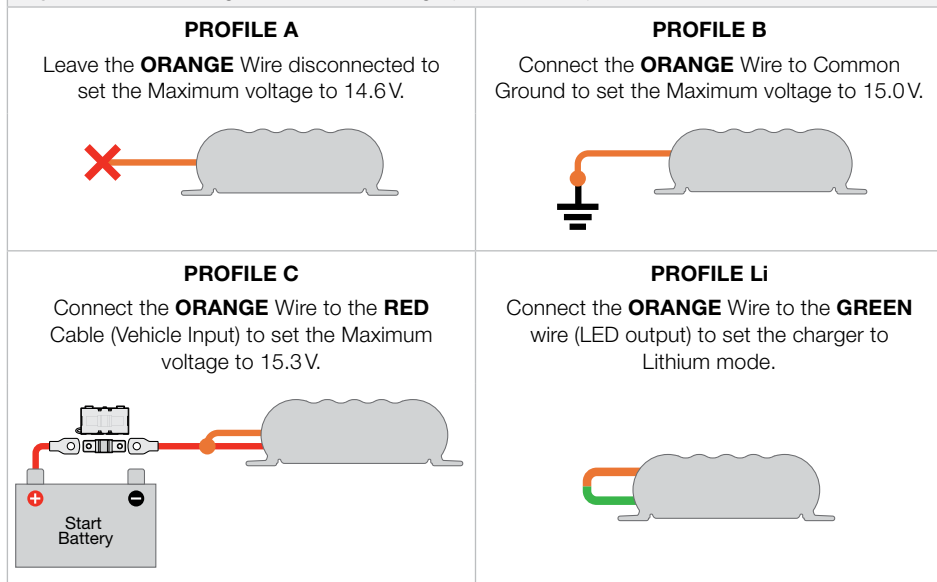 PROFILE A
Leave the ORANGE Wire disconnected to
set the Maximum voltage to 14.6 V.
PROFILE B
Connect the ORANGE Wire to Common
Ground to set the Maximum voltage to 15.0 V.
PROFILE C
Connect the ORANGE Wire to the RED
Cable (Vehicle Input) to set the Maximum
voltage to 15.3 V.
Start
Battery
PROFILE Li
Connect the ORANGE Wire to the GREEN
wire (LED output) to set the charger to
Lithium mode.